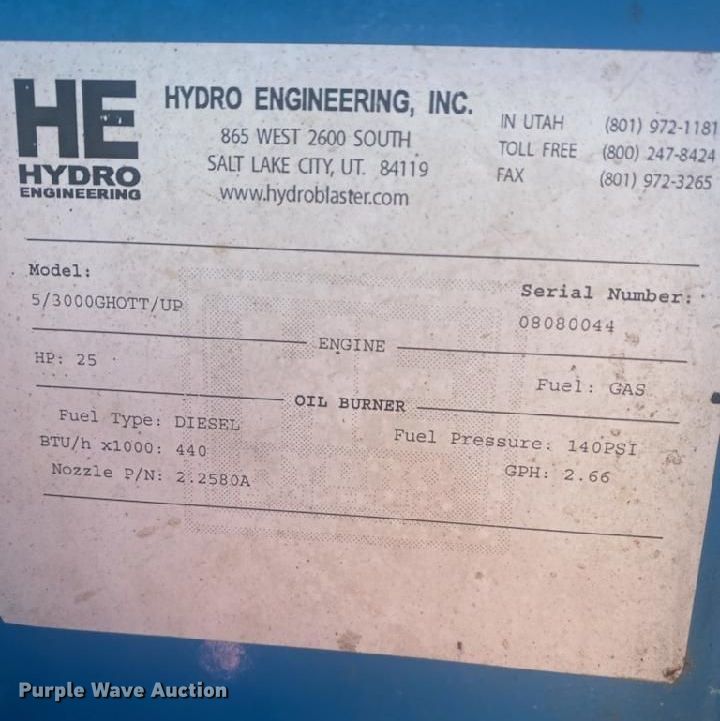 HE
HYDRO
ENGINEERING
HYDRO ENGINEERING, INC.
865 WEST 2600 SOUTH
SALT LAKE CITY, UT. 84119
www.hydroblaster.com
IN UTAH (801) 972-1181
TOLL FREE (800) 247-8424
FAX (801) 972-3265
Model:
5/3000GHOTT/UP
Serial Number:
08080044
ENGINE
HP: 25
Fuel: GAS
OIL BURNER
Fuel Type: DIESEL
Fuel Pressure: 140PSI
BTU/h x1000: 440
GPH: 2.66
Nozzle P/N: 2.2580A
Purple Wave Auction